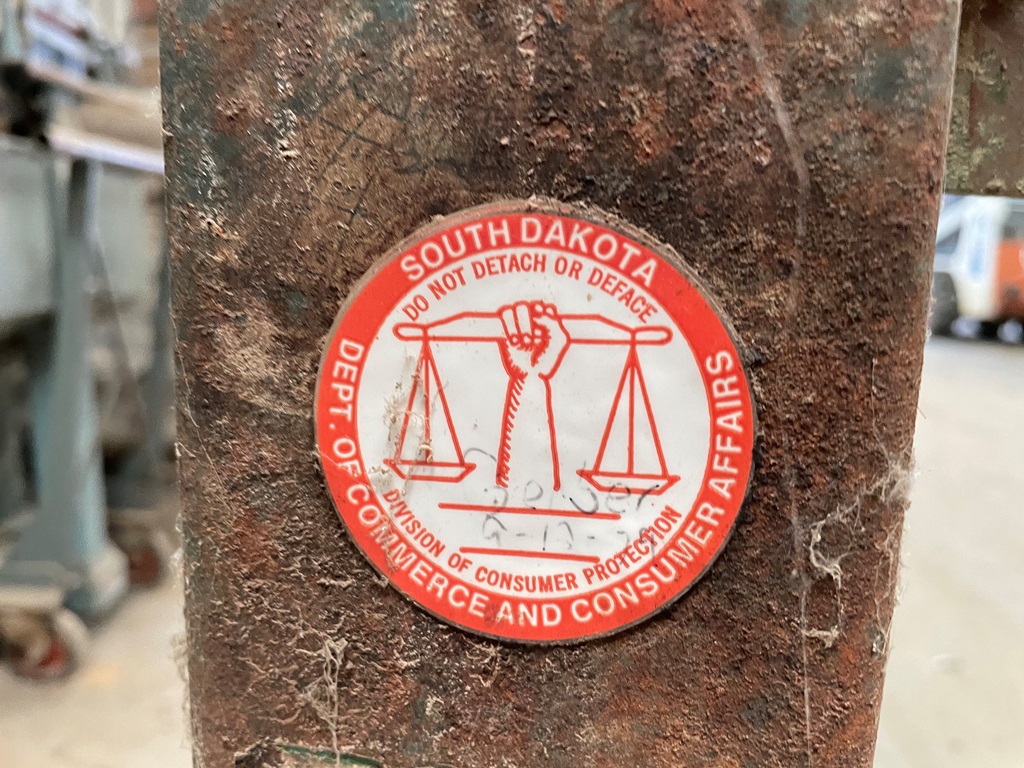 SOUTH DAKOTA
DO NOT DETACH OR DEFACE
DIVISION OF CONSUMER PROTECTION
DEPT. OF COMMERCE AND CONSUMER AFFAIRS